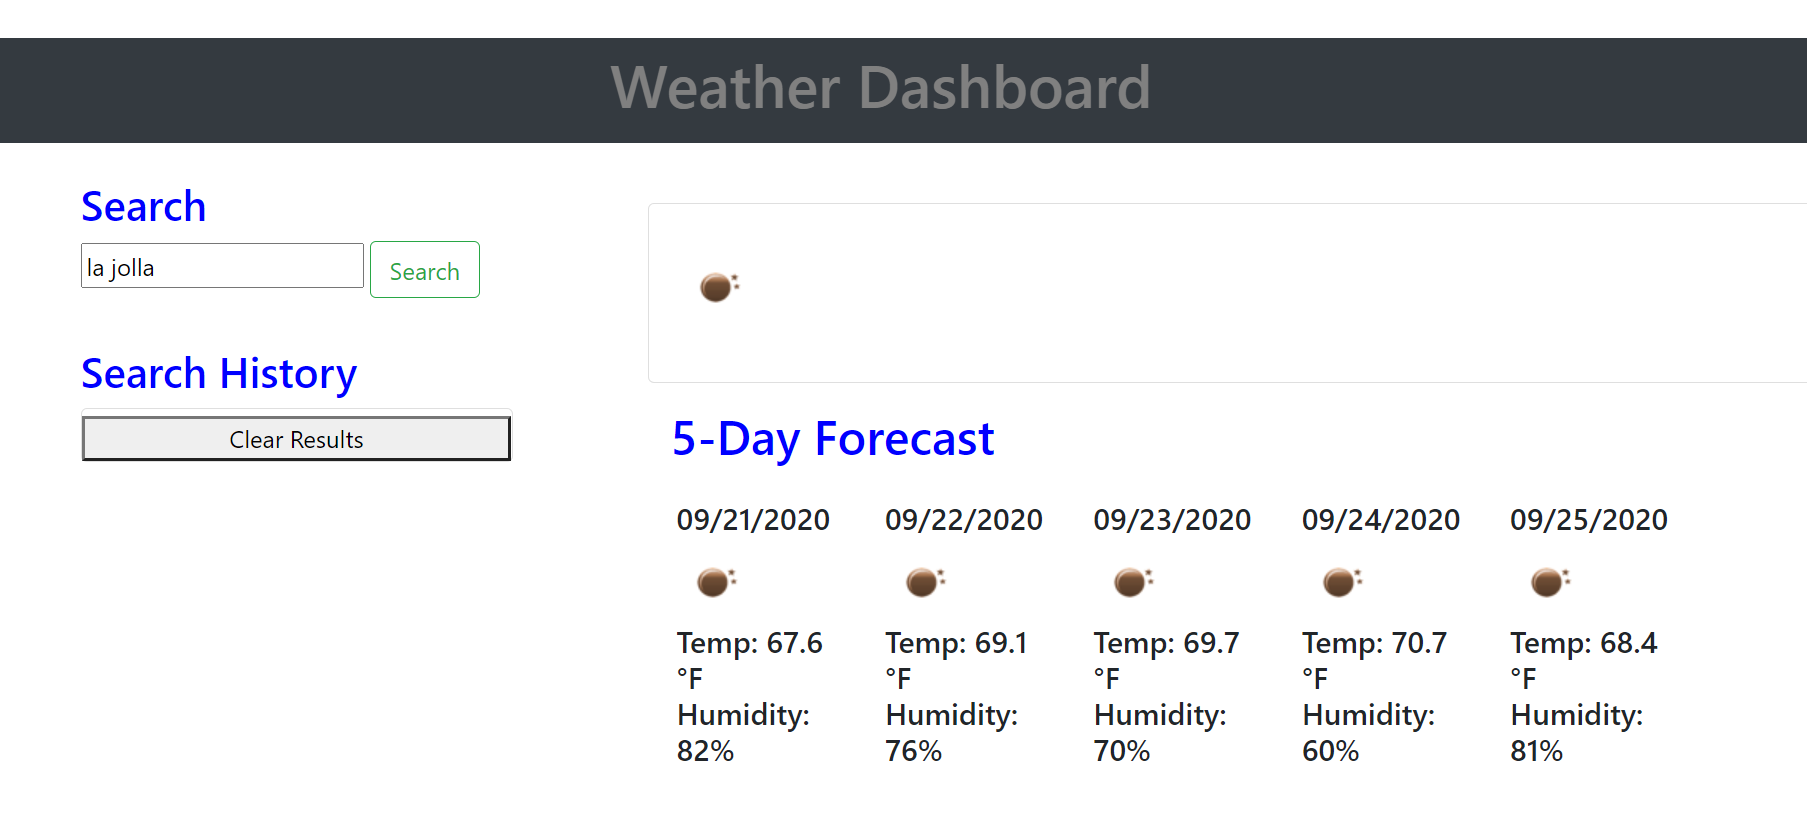 Weather Dashboard
Search
la jolla
Search
Search History
Clear Results
5-Day Forecast
09/21/2020
Temp: 67.6
°F
Humidity:
82%
09/22/2020
Temp: 69.1
°F
Humidity:
76%
09/23/2020
Temp: 69.7
°F
Humidity:
70%
09/24/2020
Temp: 70.7
°F
Humidity:
60%
09/25/2020
Temp: 68.4
°F
Humidity:
81%